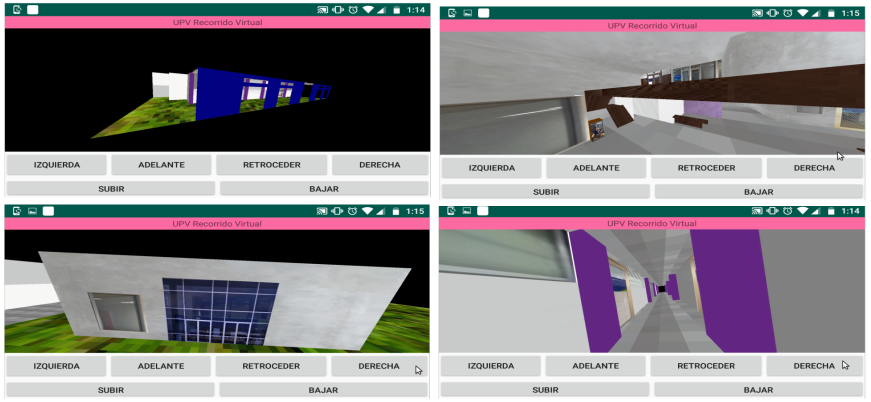 1:14
UPV Recorrido Virtual
IZQUIERDA ADELANTE RETROCEDER DERECHA
SUBIR BAJAR
1:15
UPV Recorrido Virtual
IZQUIERDA ADELANTE RETROCEDER DERECHA
SUBIR BAJAR
1:15
UPV Recorrido Virtual
IZQUIERDA ADELANTE RETROCEDER DERECHA
SUBIR BAJAR
1:14
UPV Recorrido Virtual
IZQUIERDA ADELANTE RETROCEDER DERECHA
SUBIR BAJAR